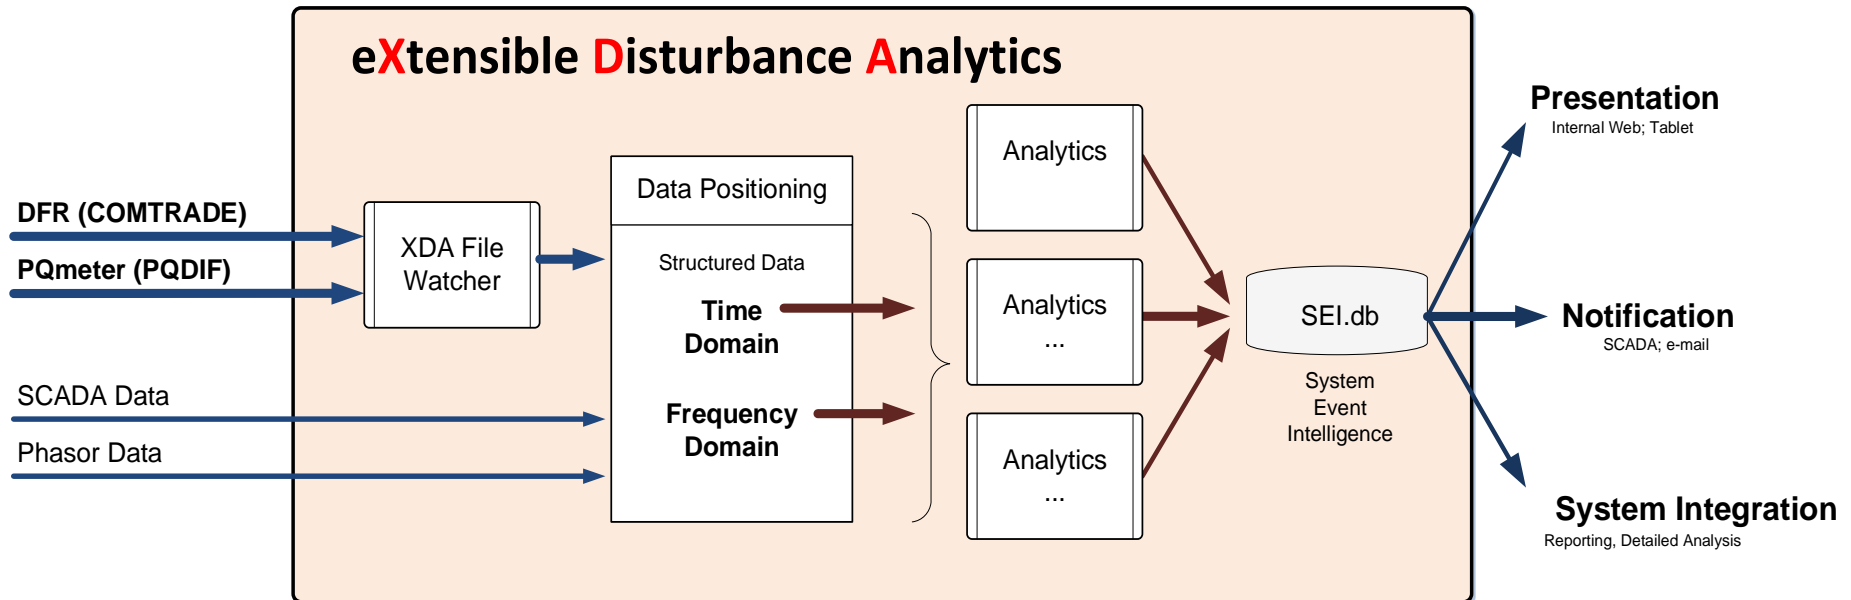 eXtensible Disturbance Analytics
DFR (COMTRADE)
PQmeter (PQDIF)
SCADA Data
Phasor Data
XDA File
Watcher
Data Positioning
Structured Data
Time
Domain
Frequency
Domain
Analytics
Analytics
...
Analytics
...
SEI.db
System
Event
Intelligence
Presentation
Internal Web; Tablet
Notification
SCADA; e-mail
System Integration
Reporting, Detailed Analysis